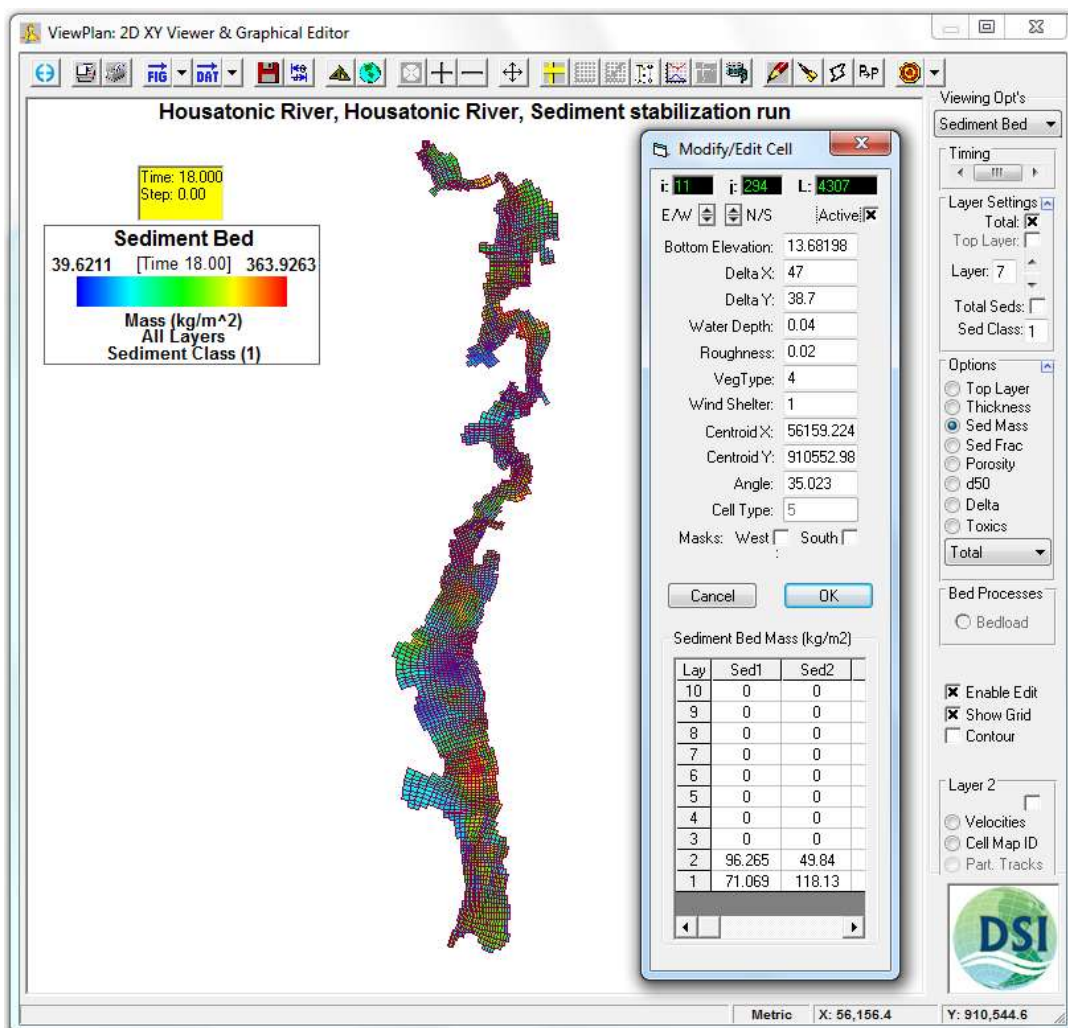 ViewPlan: 2D XY Viewer & Graphical Editor
FIG DAT
Housatonic River, Housatonic River, Sediment stabilization run
Time: 18.000
Step: 0.00
Sediment Bed
39.6211 [Time 18.00] 363.9263
Mass (kg/m^2)
All Layers
Sediment Class (1)
Modify/Edit Cell
i: 11 j: 294 L: 4307
E/W N/S Active
Bottom Elevation: 13.68198
Delta X: 47
Delta Y: 38.7
Water Depth: 0.04
Roughness: 0.02
VegType: 4
Wind Shelter: 1
Centroid X: 56159.224
Centroid Y: 910552.98
Angle: 35.023
Cell Type: 5
Masks: West South
:
Cancel OK
Sediment Bed Mass (kg/m2)
Lay Sed1 Sed2
10 0 0
9 0 0
8 0 0
7 0 0
6 0 0
5 0 0
4 0 0
3 0 0
2 96.265 49.84
1 71.069 118.13
Viewing Opt's
Sediment Bed
Timing
Layer Settings
Total:
Top Layer:
Layer: 7
Total Seds:
Sed Class: 1
Options
Top Layer
Thickness
Sed Mass
Sed Frac
Porosity
d50
Delta
Toxics
Total
Bed Processes
Bedload
Enable Edit
Show Grid
Contour
Layer 2
Velocities
Cell Map ID
Part. Tracks
DSI
Metric X: 56,156.4 Y: 910,544.6